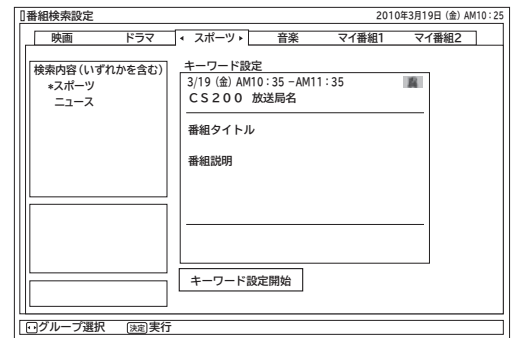 番組検索設定 2010年3月19日 (金) AM10:25
映画 ドラマ スポーツ 音楽 マイ番組1 マイ番組2
検索内容(いずれかを含む)
*スポーツ
ニュース
キーワード設定
3/19 (金) AM10:35 -AM11:35
CS200 放送局名
番組タイトル
番組説明
キーワード設定開始
グループ選択 決定 実行